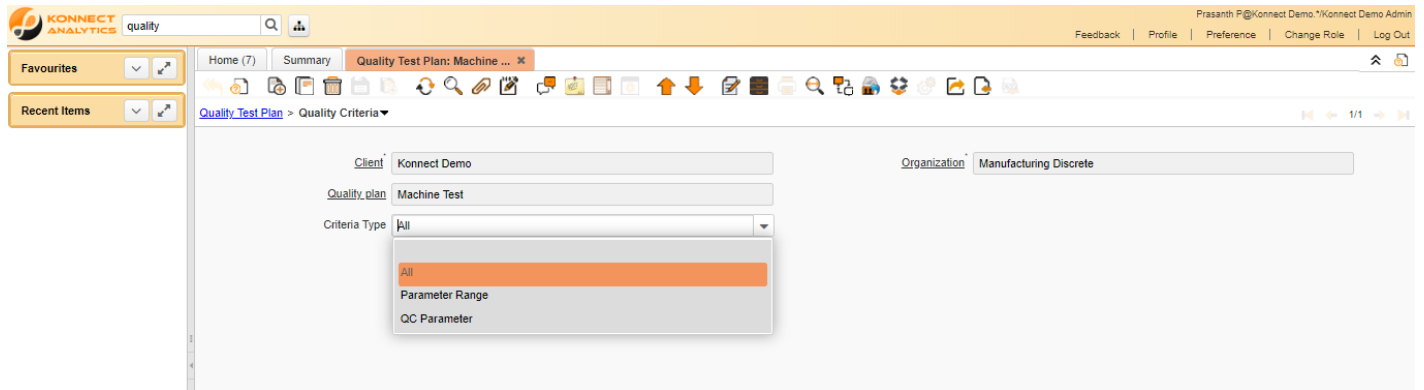 Prasanth P@Konnect Demo.*/Konnect Demo Admin
KONNECT
ANALYTICS
quality
Feedback | Profile | Preference | Change Role | Log Out
Favourites
Home (7) Summary Quality Test Plan: Machine ...
Recent Items
Quality Test Plan > Quality Criteria
1/1
Client Konnect Demo Organization Manufacturing Discrete
Quality plan Machine Test
Criteria Type All
All
Parameter Range
QC Parameter